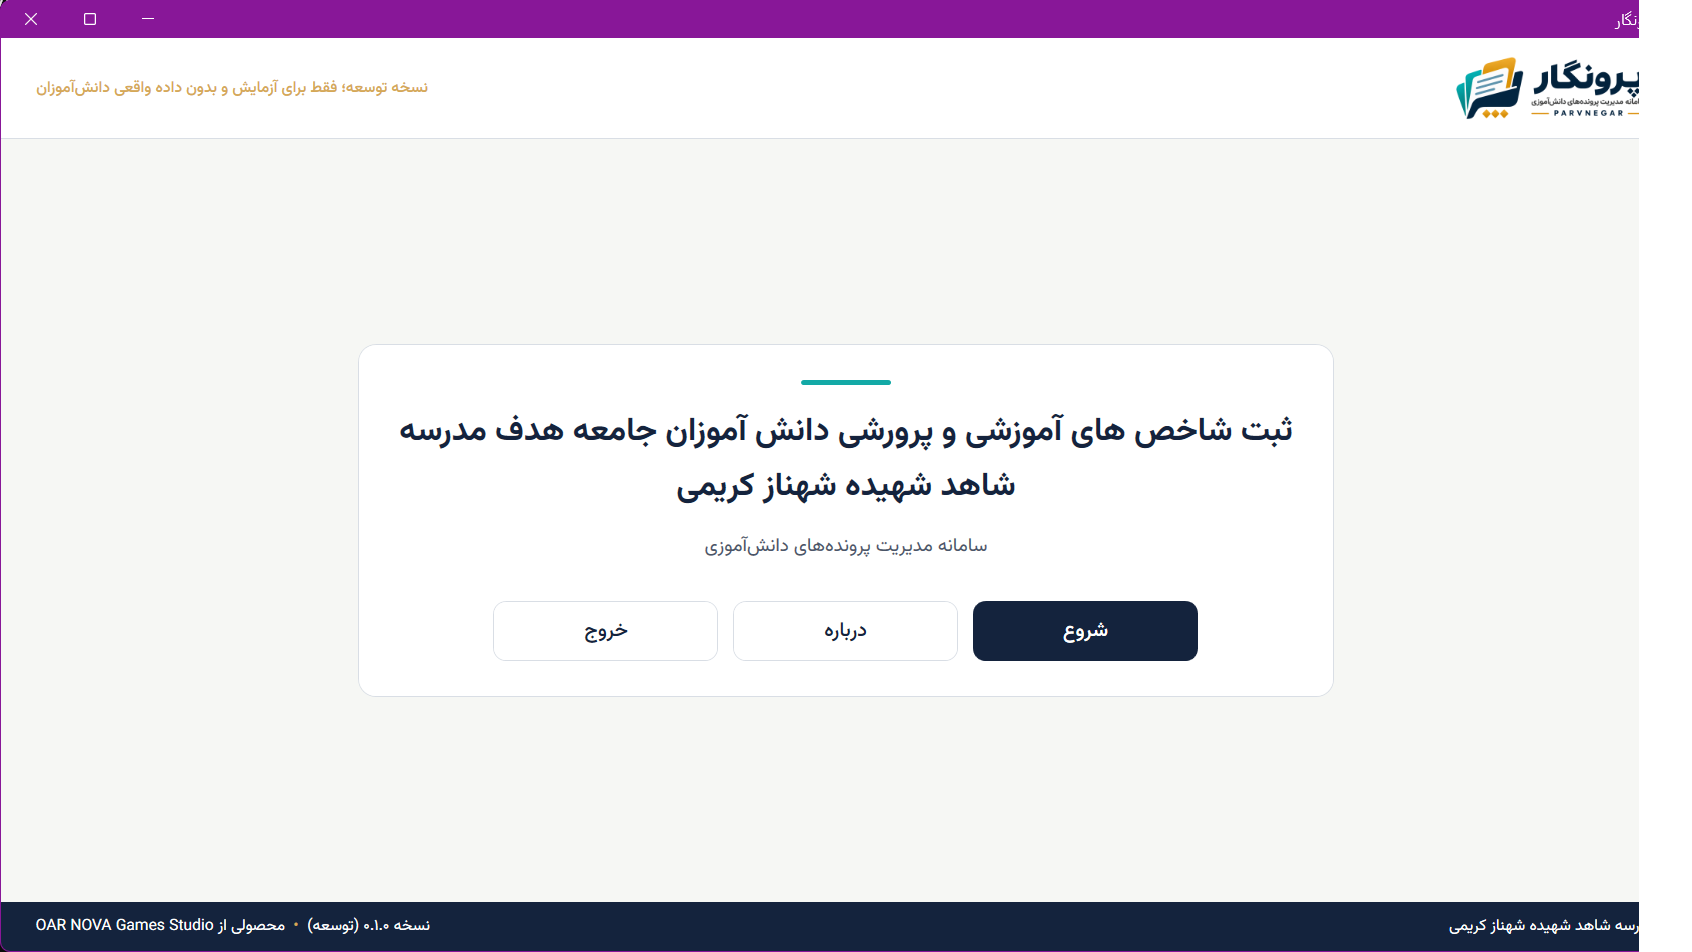 پرونگار
PARVNEGAR
نسخه توسعه؛ فقط برای آزمایش و بدون داده واقعی دانش‌آموزان
ثبت شاخص های آموزشی و پرورشی دانش آموزان جامعه هدف مدرسه
شاهد شهیده شهناز کریمی
سامانه مدیریت پرونده‌های دانش‌آموزی
شروع
درباره
خروج
شاهد شهیده شهناز کریمی
نسخه ۰.۱.۰ (توسعه) • محصولی از OAR NOVA Games Studio